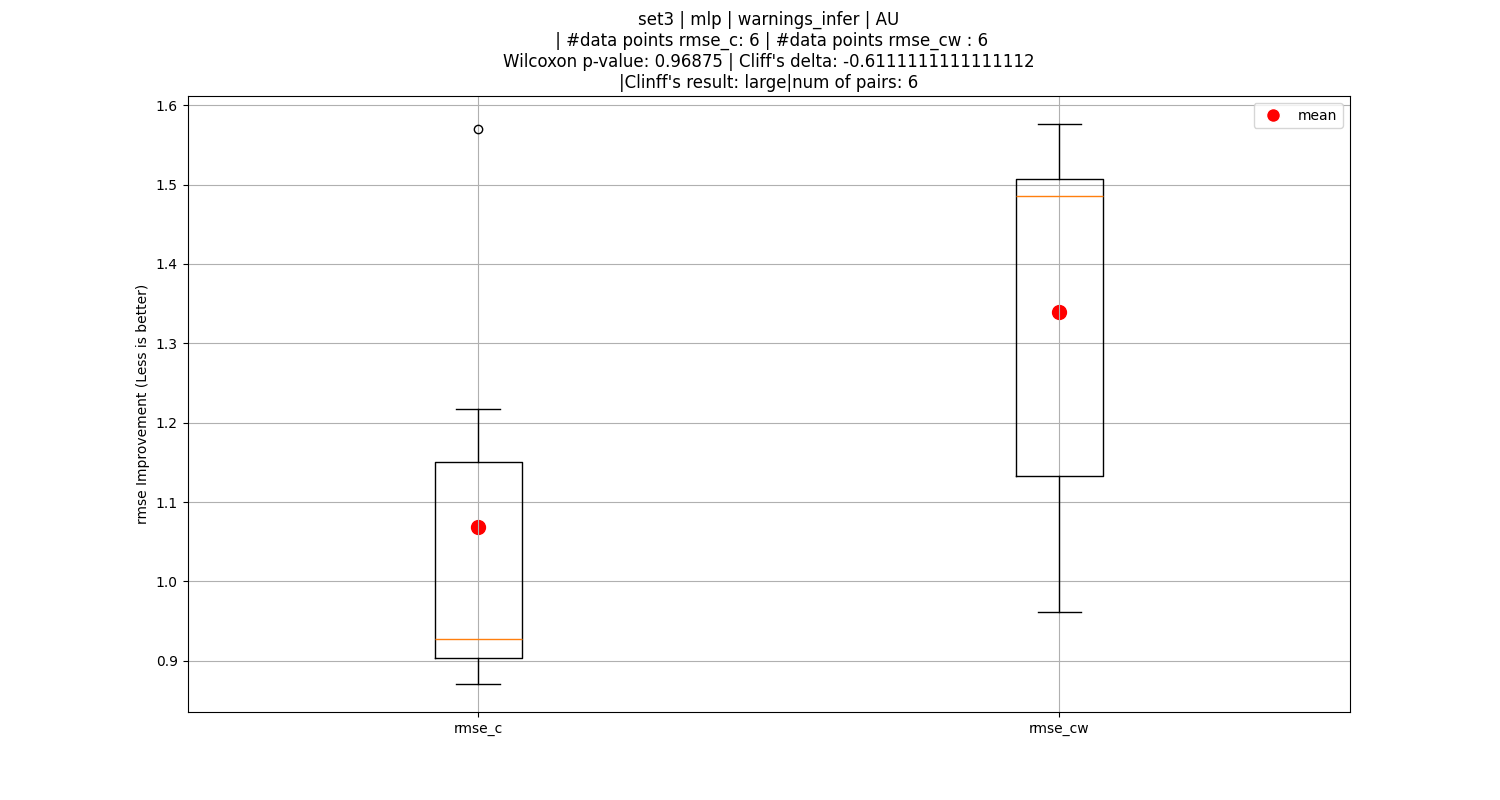 set3 | mlp | warnings_infer | AU
| #data points rmse_c: 6 | #data points rmse_cw : 6
Wilcoxon p-value: 0.96875 | Cliff's delta: -0.6111111111111112
|Clinff's result: large|num of pairs: 6
mean
rmse Improvement (Less is better)
1.6
1.5
1.4
1.3
1.2
1.1
1.0
0.9
rmse_c
rmse_cw